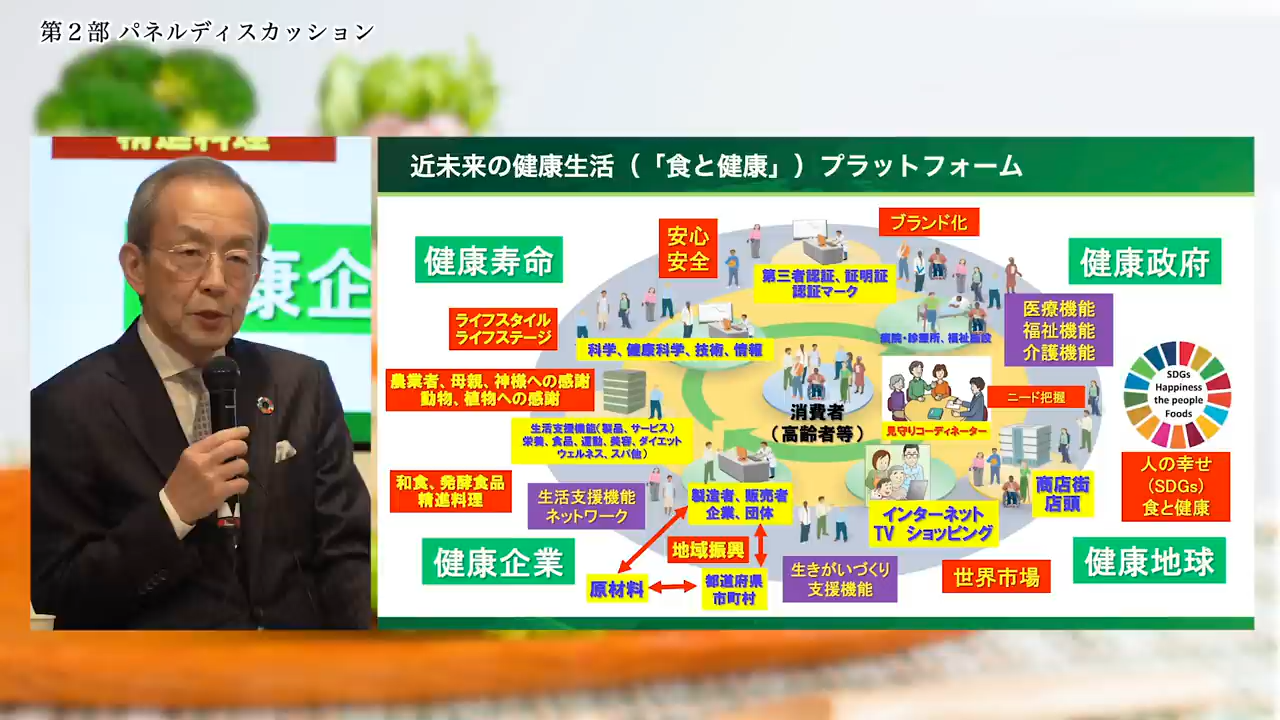 第2部 パネルディスカッション
精進料理
康企
近未来の健康生活（「食と健康」）プラットフォーム
健康寿命
安心
安全
ブランド化
健康政府
第三者認証、証明証
認証マーク
ライフスタイル
ライフステージ
科学、健康科学、技術、情報
病院・診療所、福祉施設
医療機能
福祉機能
介護機能
農業者、母親、神様への感謝
動物、植物への感謝
消費者
（高齢者等）
見守りコーディネーター
ニード把握
SDGs
Happiness
the people
Foods
生活支援機能（製品、サービス）
栄養、食品、運動、美容、ダイエット
ウェルネス、スパ他）
和食、発酵食品
精進料理
生活支援機能
ネットワーク
製造者、販売者
企業、団体
インターネット
TV ショッピング
商店街
店頭
人の幸せ
（SDGs）
食と健康
健康企業
地域振興
原材料
都道府県
市町村
生きがいづくり
支援機能
世界市場
健康地球